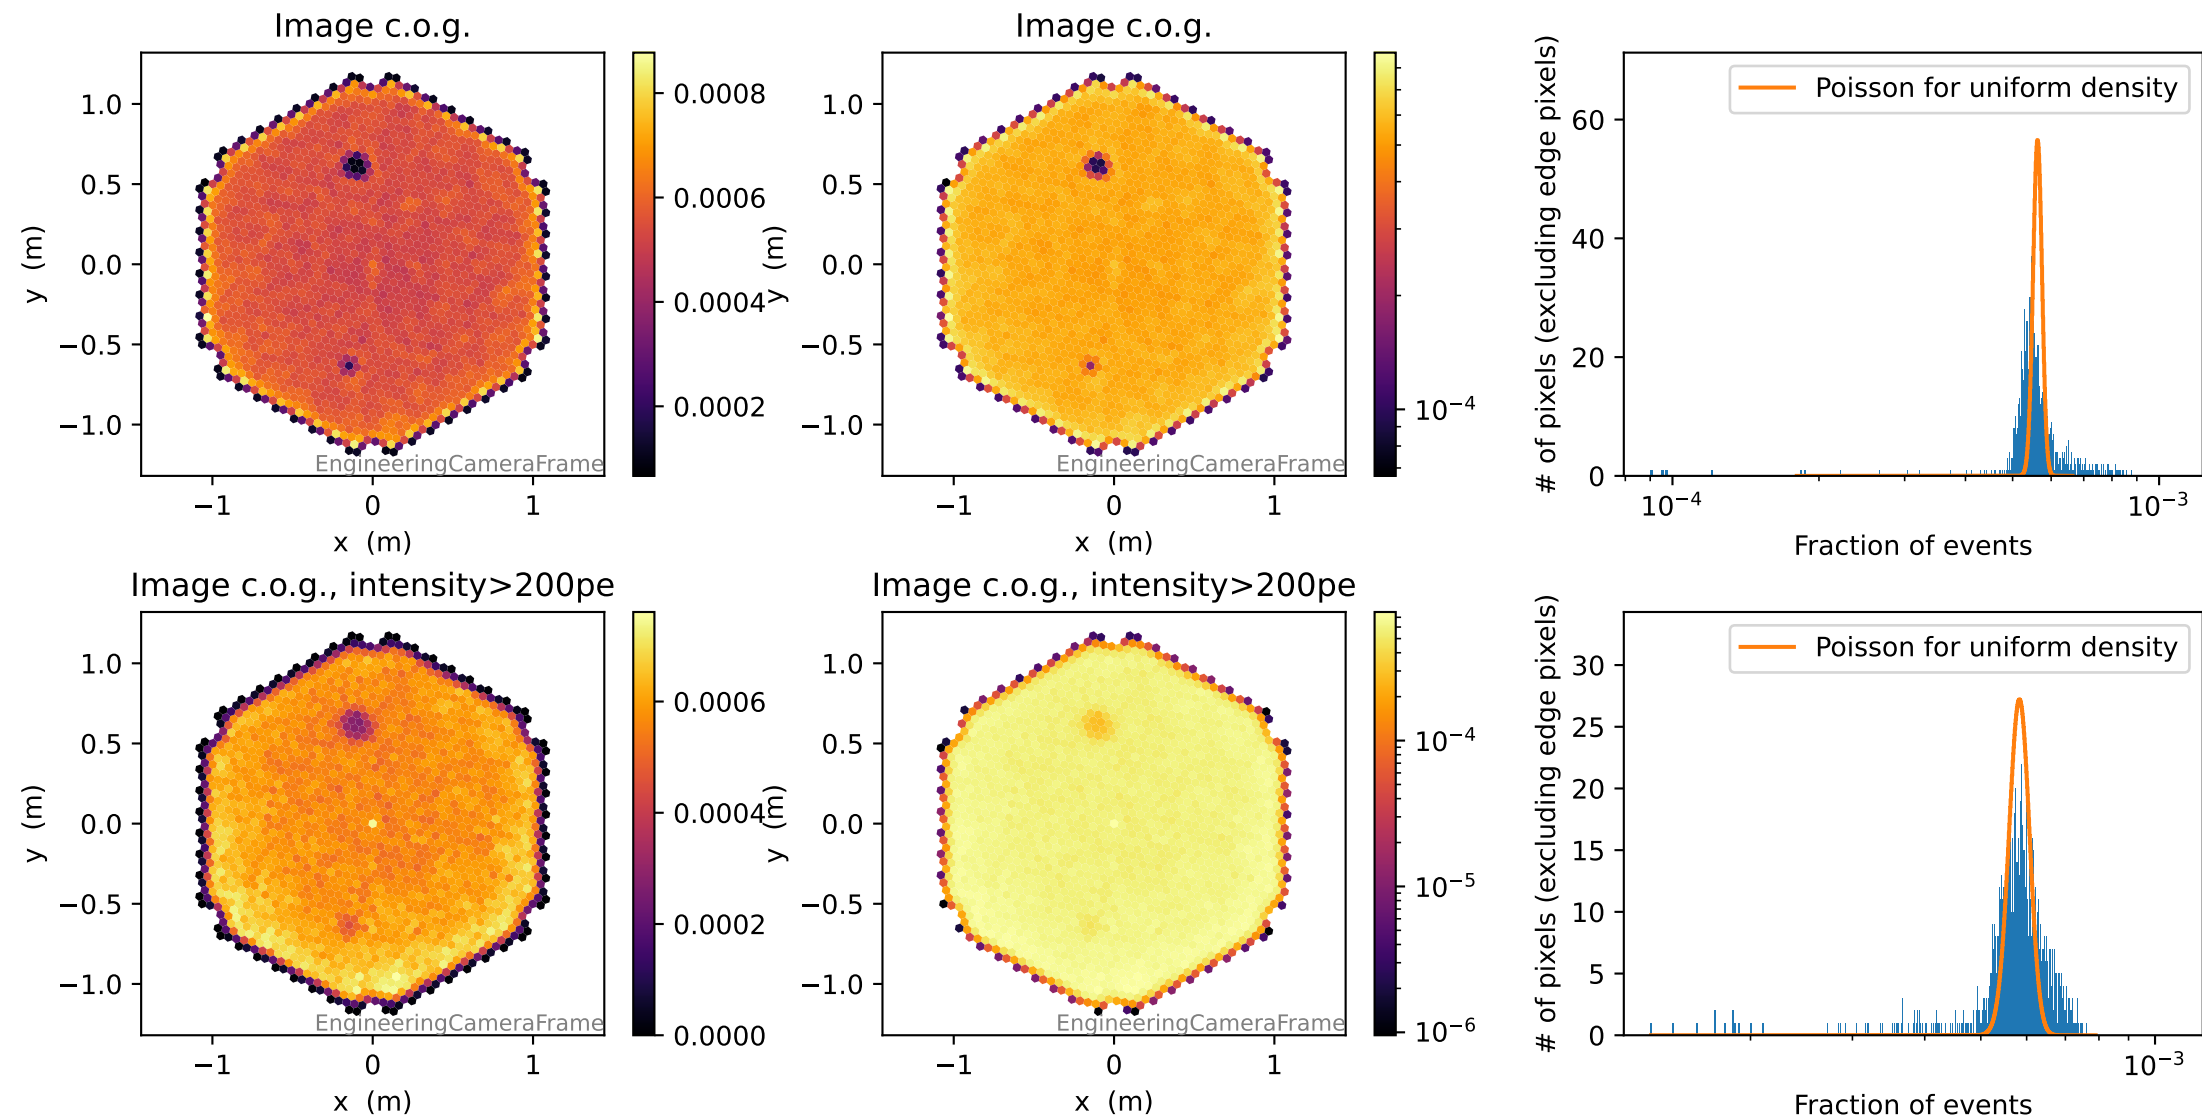 Image c.o.g.
1.0
0.5
0.0
−0.5
−1.0
y (m)
−1
0
1
x (m)
EngineeringCameraFrame
0.0008
0.0006
0.0004
0.0002
Image c.o.g.
1.0
0.5
0.0
−0.5
−1.0
y (m)
−1
0
1
x (m)
EngineeringCameraFrame
10⁻⁴
Poisson for uniform density
# of pixels (excluding edge pixels)
60
40
20
0
10⁻⁴
10⁻³
Fraction of events
Image c.o.g., intensity>200pe
1.0
0.5
0.0
−0.5
−1.0
y (m)
−1
0
1
x (m)
EngineeringCameraFrame
0.0006
0.0004
0.0002
0.0000
Image c.o.g., intensity>200pe
1.0
0.5
0.0
−0.5
−1.0
y (m)
−1
0
1
x (m)
EngineeringCameraFrame
10⁻⁴
10⁻⁵
10⁻⁶
Poisson for uniform density
# of pixels (excluding edge pixels)
30
25
20
15
10
5
0
10⁻³
Fraction of events